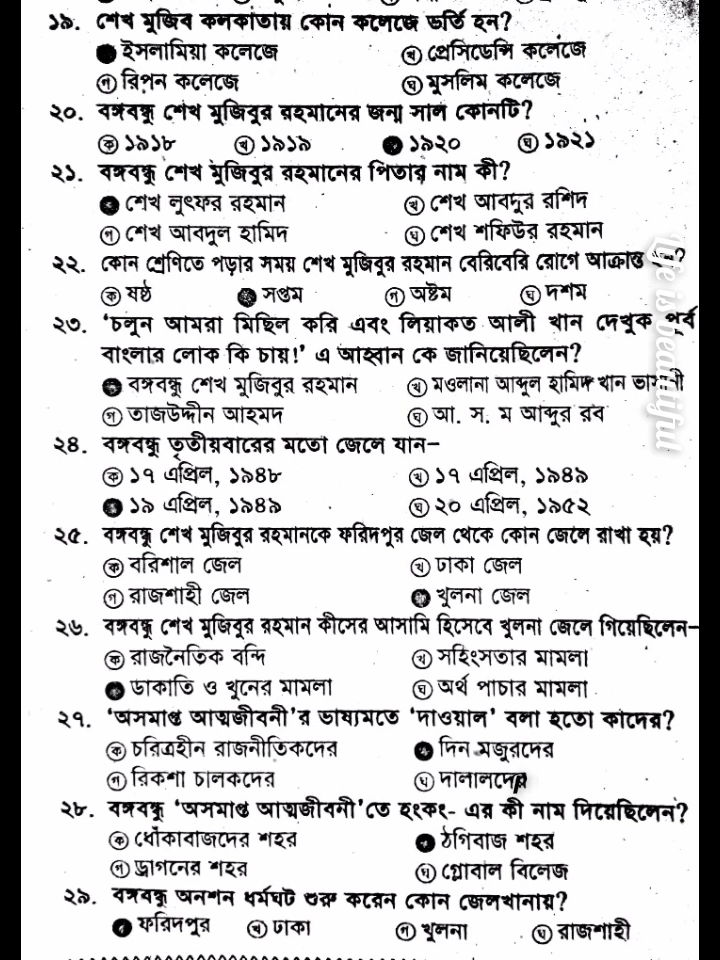 ১৯. শেখ মুজিব কলকাতায় কোন কলেজে ভর্তি হন?
● ইসলামিয়া কলেজে ⓘখ প্রেসিডেন্সি কলেজে
গ রিপন কলেজে ঘ মুসলিম কলেজে
২০. বঙ্গবন্ধু শেখ মুজিবুর রহমানের জন্ম সাল কোনটি?
ক ১৯১৮ খ ১৯১৯ ● ১৯২০ ঘ ১৯২১
২১. বঙ্গবন্ধু শেখ মুজিবুর রহমানের পিতার নাম কী?
● শেখ লুৎফর রহমান খ শেখ আবদুর রশিদ
গ শেখ আবদুল হামিদ ঘ শেখ শফিউর রহমান
২২. কোন শ্রেণিতে পড়ার সময় শেখ মুজিবুর রহমান বেরিবেরি রোগে আক্রান্ত ?
ক ষষ্ঠ ● সপ্তম গ অষ্টম ঘ দশম
২৩. ‘চলুন আমরা মিছিল করি এবং লিয়াকত আলী খান দেখুক পূর্ব
বাংলার লোক কি চায়!’ এ আহ্বান কে জানিয়েছিলেন?
● বঙ্গবন্ধু শেখ মুজিবুর রহমান খ মওলানা আব্দুল হামিদ খান
গ তাজউদ্দীন আহমদ ঘ আ. স. ম আব্দুর রব
২৪. বঙ্গবন্ধু তৃতীয়বারের মতো জেলে যান–
ক ১৭ এপ্রিল, ১৯৪৮ খ ১৭ এপ্রিল, ১৯৪৯
● ১৯ এপ্রিল, ১৯৪৯ ঘ ২০ এপ্রিল, ১৯৫২
২৫. বঙ্গবন্ধু শেখ মুজিবুর রহমানকে ফরিদপুর জেল থেকে কোন জেলে রাখা হয়?
ক বরিশাল জেল খ ঢাকা জেল
গ রাজশাহী জেল ● খুলনা জেল
২৬. বঙ্গবন্ধু শেখ মুজিবুর রহমান কীসের আসামি হিসেবে খুলনা জেলে গিয়েছিলেন–
ক রাজনৈতিক বন্দি খ সহিংসতার মামলা
● ডাকাতি ও খুনের মামলা ঘ অর্থ পাচার মামলা
২৭. ‘অসমাপ্ত আত্মজীবনী’র ভাষ্যমতে ‘দাওয়াল’ বলা হতো কাদের?
ক চরিত্রহীন রাজনীতিকদের ● দিন মজুরদের
গ রিকশা চালকদের ঘ দালালদের
২৮. বঙ্গবন্ধু ‘অসমাপ্ত আত্মজীবনী’তে হংকং- এর কী নাম দিয়েছিলেন?
ক ধোঁকাবাজদের শহর ● ঠগিবাজ শহর
গ ড্রাগনের শহর ঘ গ্লোবাল বিলেজ
২৯. বঙ্গবন্ধু অনশন ধর্মঘট শুরু করেন কোন জেলখানায়?
● ফরিদপুর খ ঢাকা গ খুলনা ঘ রাজশাহী
Life is beautiful